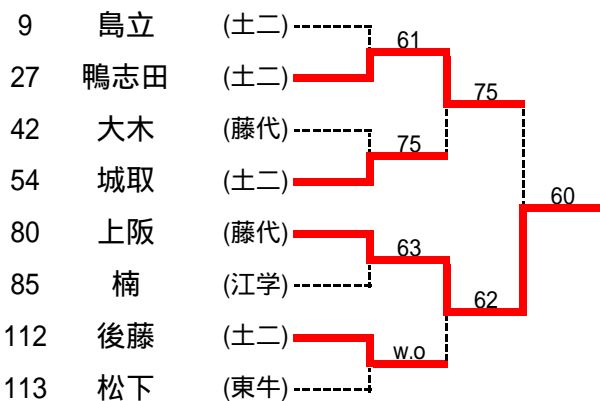 9 島立 (土二)
61
27 鴨志田 (土二)
75
42 大木 (藤代)
75
54 城取 (土二)
60
80 上阪 (藤代)
63
85 楠 (江学)
62
112 後藤 (土二)
w.o
113 松下 (東牛)